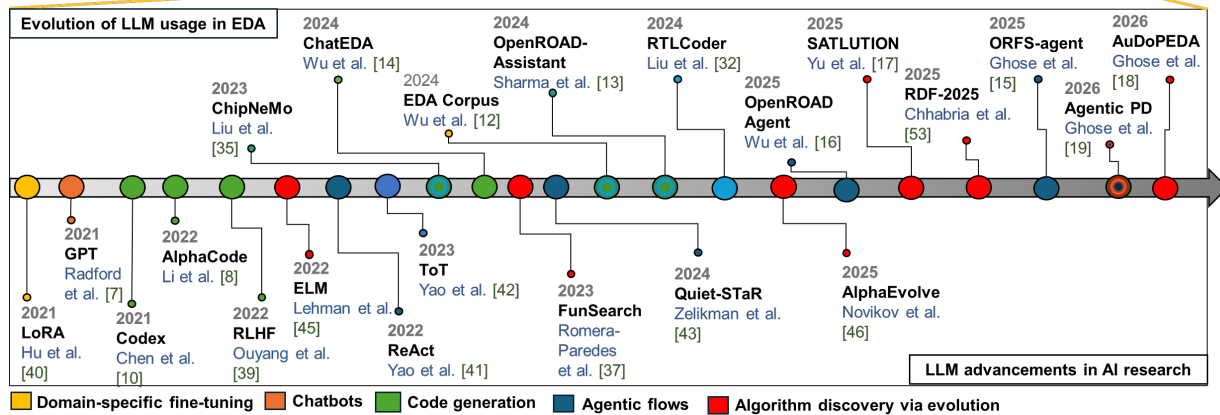 Evolution of LLM usage in EDA
2023
ChipNeMo
Liu et al.
[35]
2024
ChatEDA
Wu et al. [14]
2024
EDA Corpus
Wu et al. [12]
2024
OpenROAD-
Assistant
Sharma et al. [13]
2024
RTLCoder
Liu et al. [32]
2025
OpenROAD
Agent
Wu et al. [16]
2025
SATLUTION
Yu et al. [17]
2025
RDF-2025
Chhabria et al.
[53]
2025
ORFS-agent
Ghose et al.
[15]
2026
Agentic PD
Ghose et al.
[19]
2026
AuDoPEDA
Ghose et al.
[18]
2021
LoRA
Hu et al.
[40]
2021
GPT
Radford
et al. [7]
2021
Codex
Chen et al.
[10]
2022
AlphaCode
Li et al. [8]
2022
RLHF
Ouyang et al.
[39]
2022
ELM
Lehman et al.
[45]
2022
ReAct
Yao et al. [41]
2023
ToT
Yao et al. [42]
2023
FunSearch
Romera-
Paredes
et al. [37]
2024
Quiet-STaR
Zelikman et al.
[43]
2025
AlphaEvolve
Novikov et al.
[46]
LLM advancements in AI research
Domain-specific fine-tuning
Chatbots
Code generation
Agentic flows
Algorithm discovery via evolution